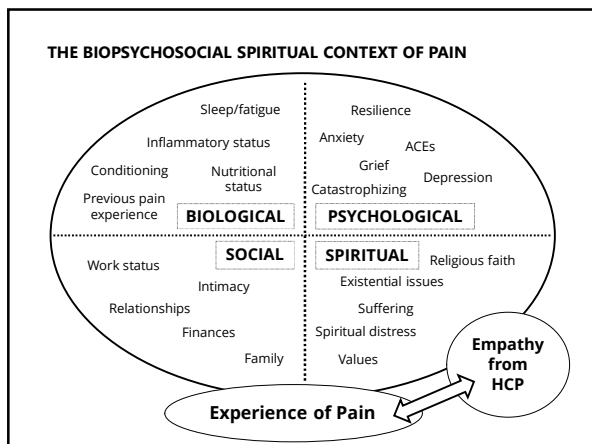 THE BIOPSYCHOSOCIAL SPIRITUAL CONTEXT OF PAIN
Sleep/fatigue
Inflammatory status
Conditioning
Nutritional
status
Previous pain
experience
BIOLOGICAL
Resilience
Anxiety
ACEs
Grief
Depression
Catastrophizing
PSYCHOLOGICAL
SOCIAL
Work status
Intimacy
Relationships
Finances
Family
SPIRITUAL
Religious faith
Existential issues
Suffering
Spiritual distress
Values
Empathy
from
HCP
Experience of Pain